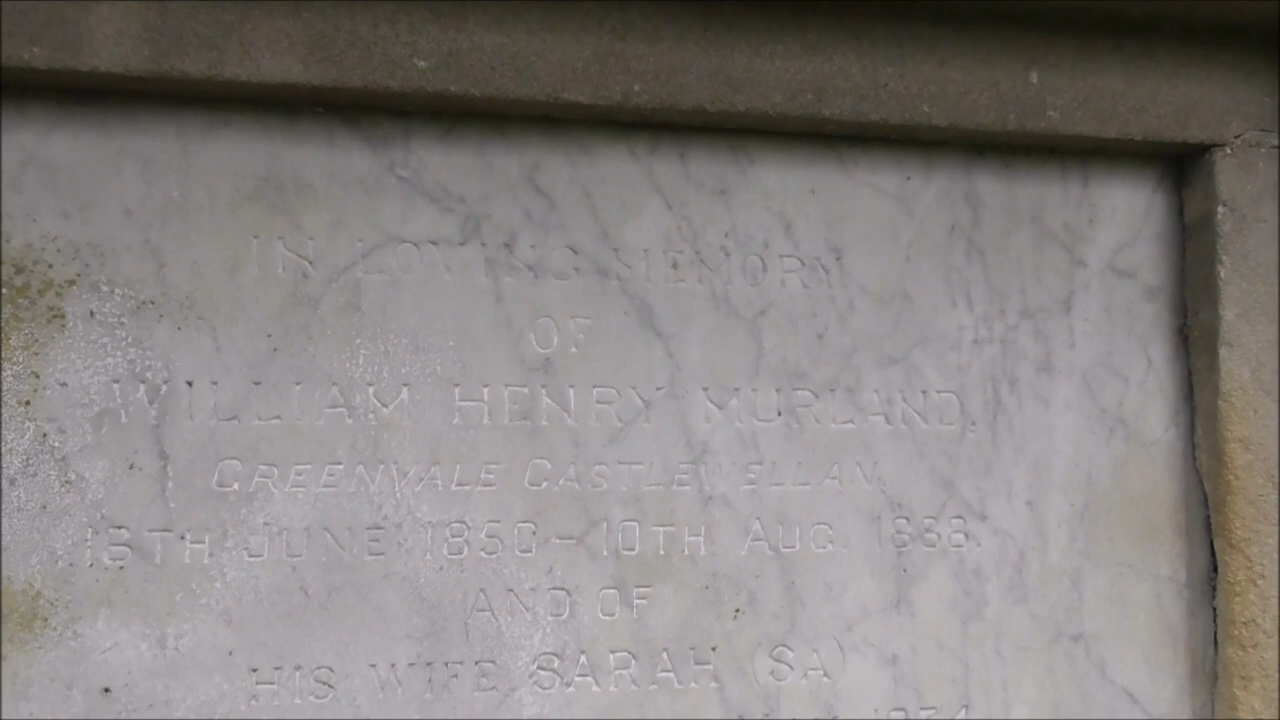 IN LOVING MEMORY
OF
WILLIAM HENRY MURLAND,
GREENVALE CASTLEWELLAN
18TH JUNE 1850 – 10TH AUG. 1888.
AND OF
HIS WIFE SARAH (SA)